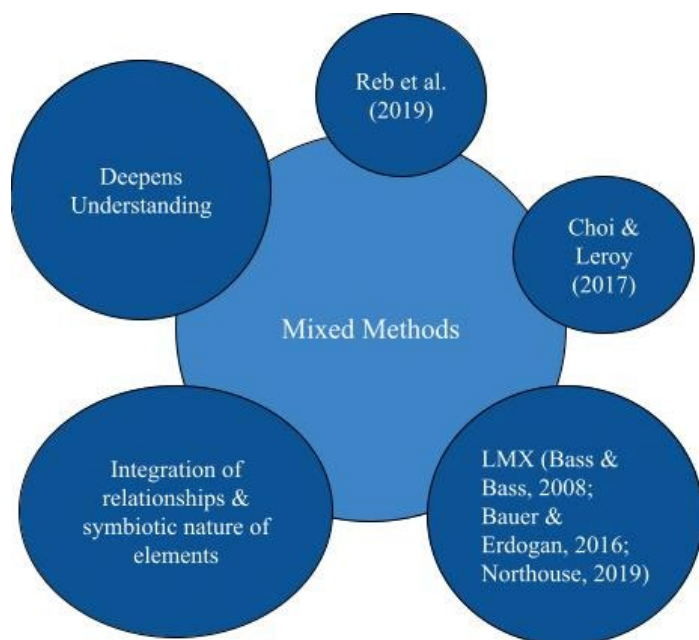 Reb et al.
(2019)
Deepens
Understanding
Choi &
Leroy
(2017)
Mixed Methods
Integration of
relationships &
symbiotic nature of
elements
LMX (Bass &
Bass, 2008;
Bauer &
Erdogan, 2016;
Northouse, 2019)